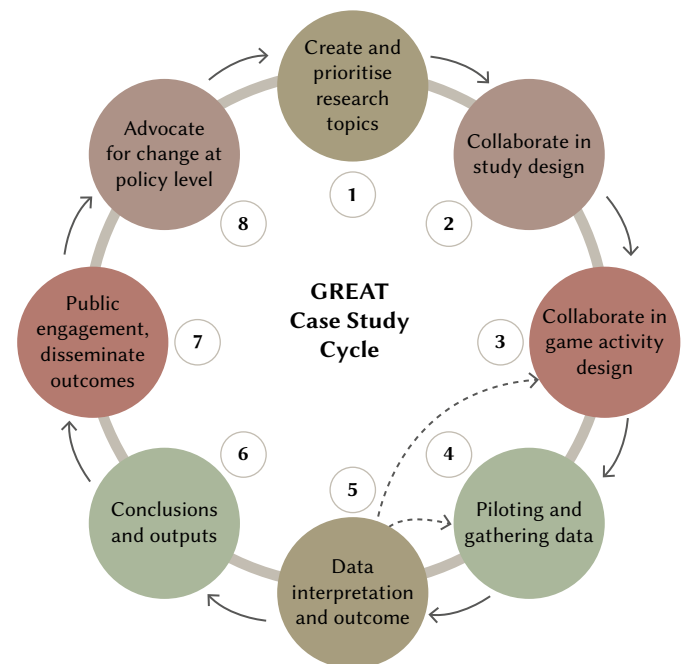 Create and
prioritise
research
topics
1
Collaborate in
study design
2
Collaborate in
game activity
design
3
Piloting and
gathering data
4
Data
interpretation
and outcome
5
Conclusions
and outputs
6
Public
engagement,
disseminate
outcomes
7
Advocate
for change at
policy level
8
GREAT
Case Study
Cycle